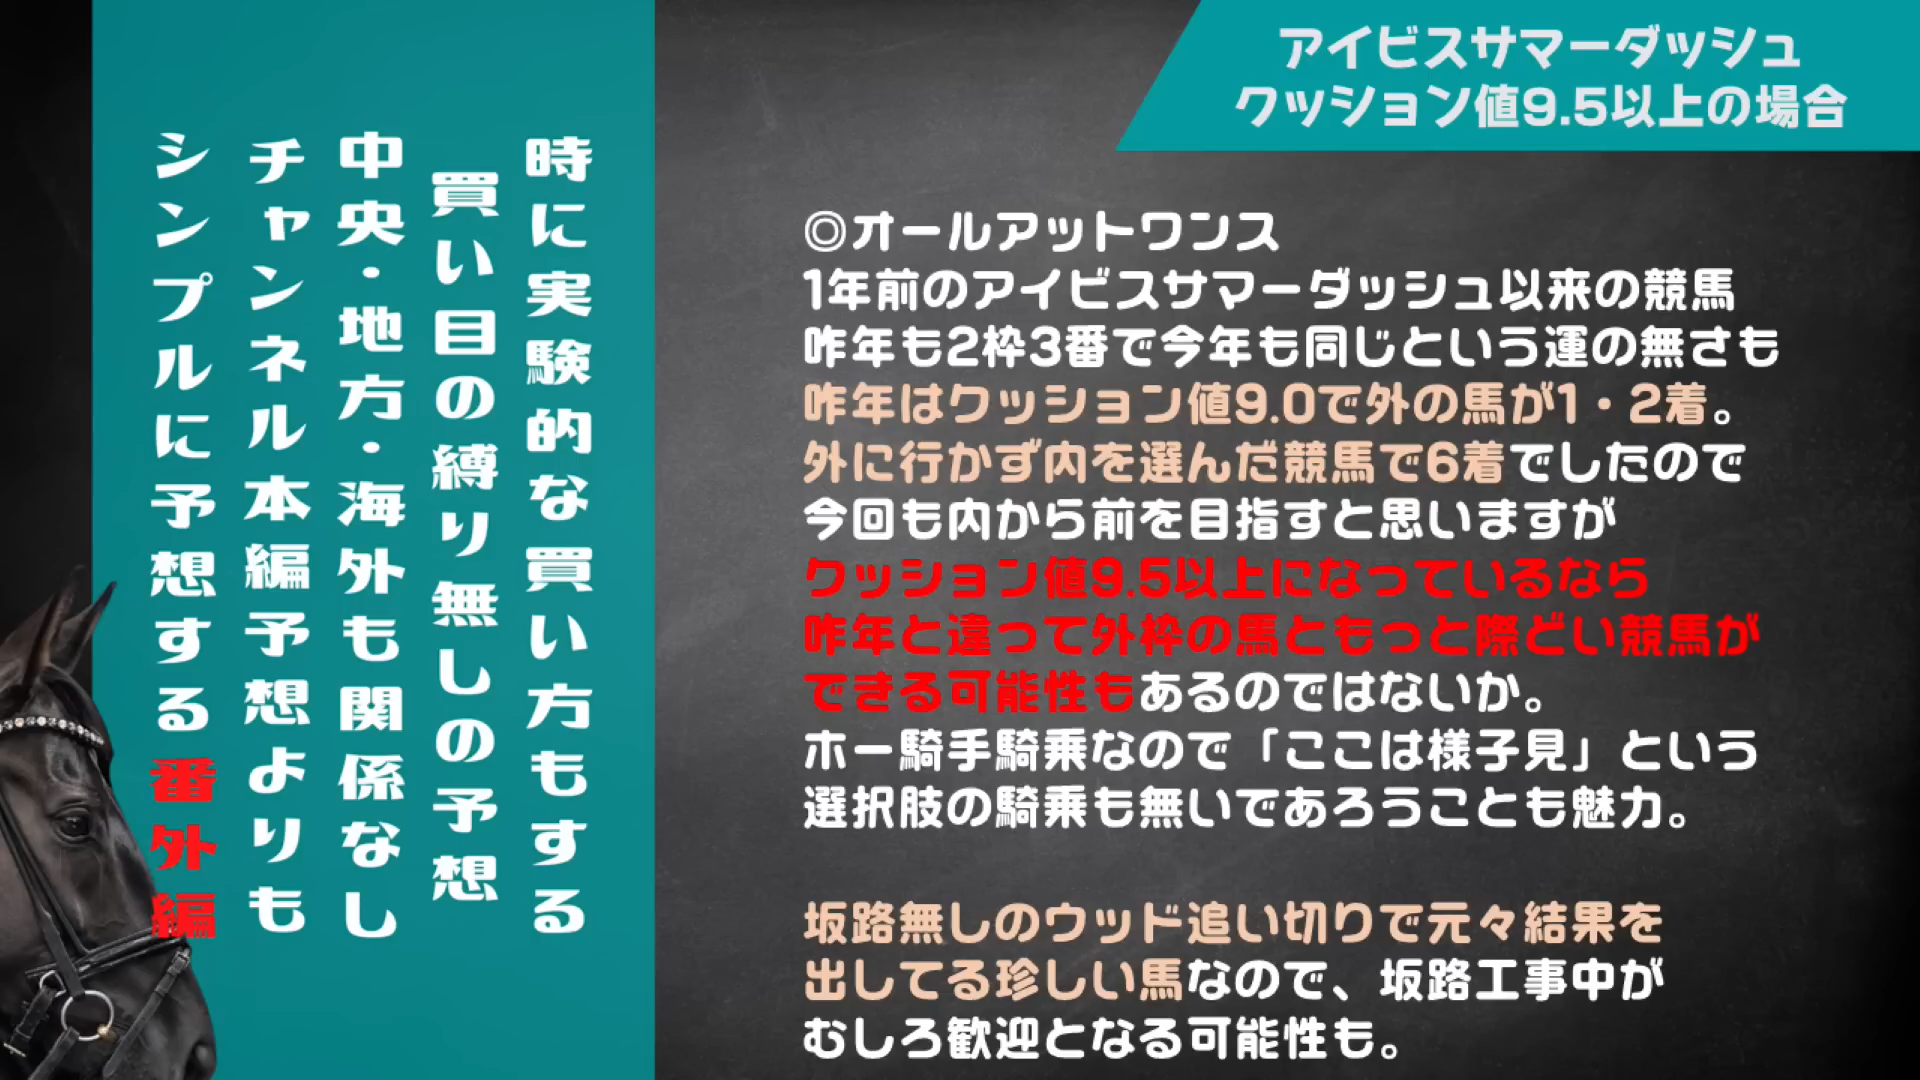 時に実験的な買い方もする
買い目の縛り無しの予想
中央・地方・海外も関係なし
チャンネル本編予想よりも
シンプルに予想する番外編
アイビスサマーダッシュ
クッション値9.5以上の場合
◎オールアットワンス
1年前のアイビスサマーダッシュ以来の競馬
昨年も2枠3番で今年も同じという運の無さも
昨年はクッション値9.0で外の馬が1・2着。
外に行かず内を選んだ競馬で6着でしたので
今回も内から前を目指すと思いますが
クッション値9.5以上になっているなら
昨年と違って外枠の馬ともっと際どい競馬が
できる可能性もあるのではないか。
ホー騎手騎乗なので「ここは様子見」という
選択肢の騎乗も無いであろうことも魅力。
坂路無しのウッド追い切りで元々結果を
出してる珍しい馬なので、坂路工事中が
むしろ歓迎となる可能性も。